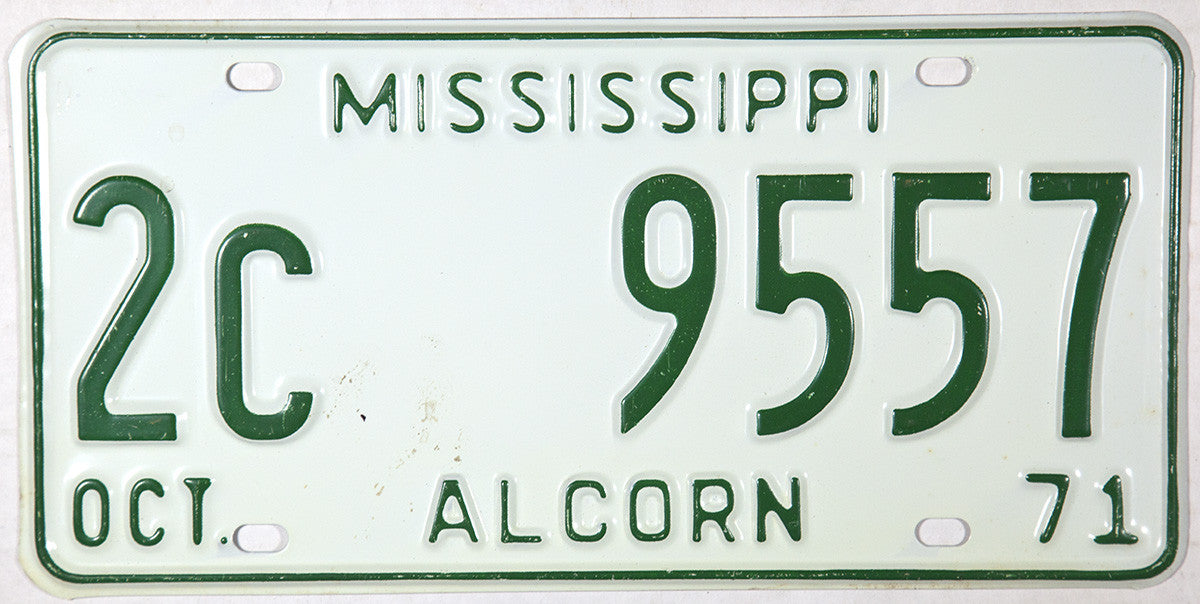 MISSISSIPPI
2C 9557
OCT. ALCORN 71